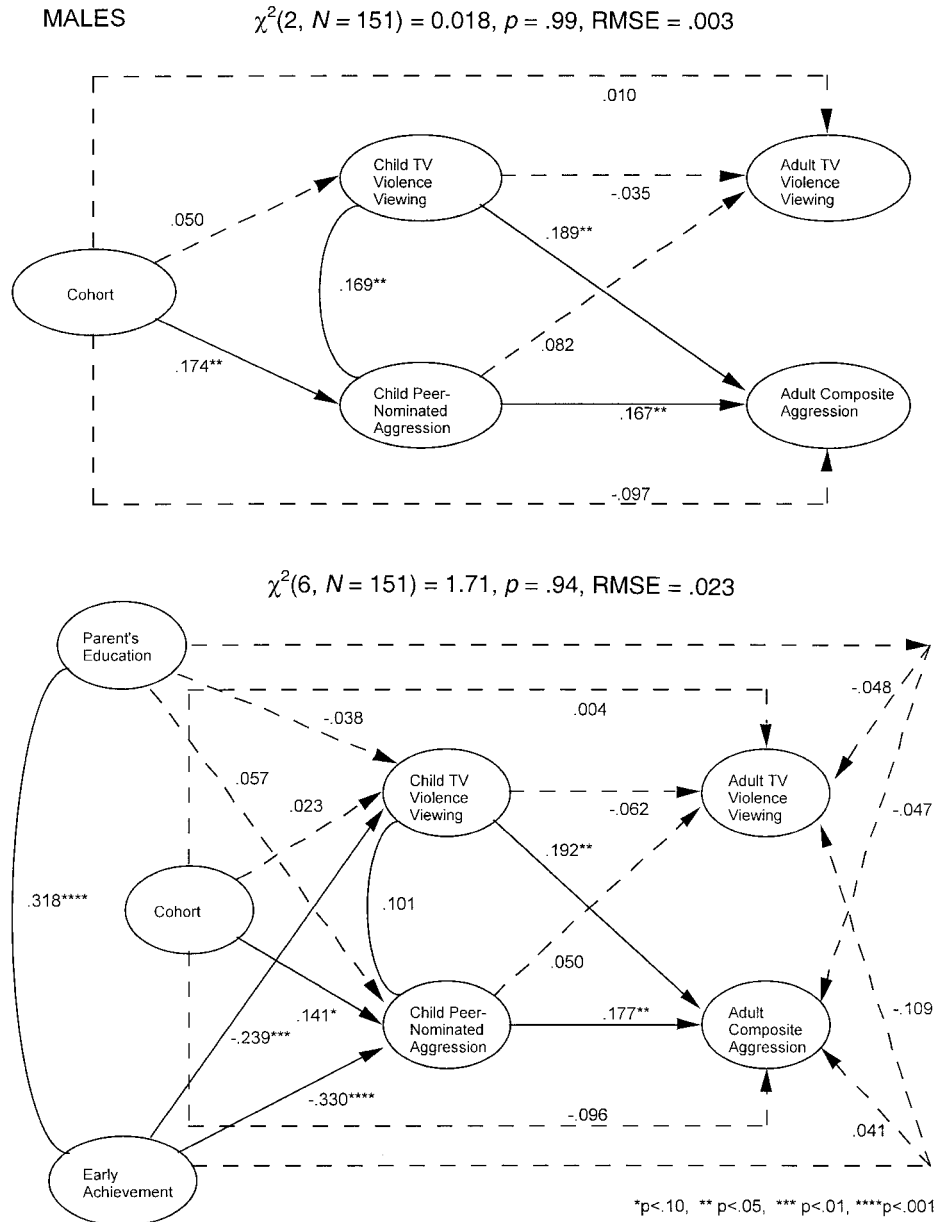 MALES
χ²(2, N = 151) = 0.018, p = .99, RMSE = .003
.010
Child TV
Violence
Viewing
Adult TV
Violence
Viewing
-.035
.050
.189**
Cohort
.169**
.082
.174**
Child Peer-
Nominated
Aggression
Adult Composite
Aggression
.167**
-.097
χ²(6, N = 151) = 1.71, p = .94, RMSE = .023
Parent's
Education
-.048
-.038
.004
.057
Child TV
Violence
Viewing
Adult TV
Violence
Viewing
.023
-.062
-.047
.192**
.318****
Cohort
.101
.050
.141*
-.239***
Child Peer-
Nominated
Aggression
.177**
Adult
Composite
Aggression
-.109
-.330****
-.096
.041
Early
Achievement
*p<.10, ** p<.05, *** p<.01, ****p<.001